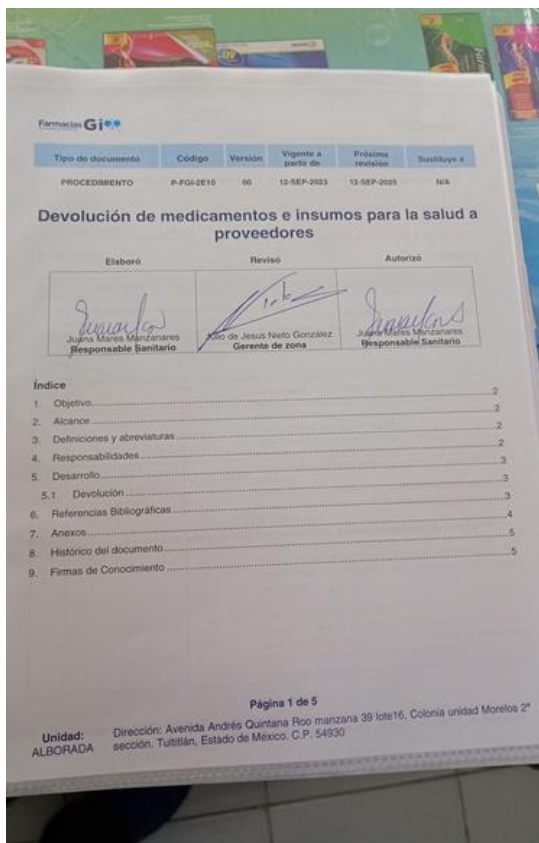 Farmacias Gi
Tipo de documento Código Versión Vigente a partir de Próxima revisión Sustituye a
PROCEDIMIENTO P-FGI-2E10 00 12-SEP-2023 12-SEP-2025 N/A
Devolución de medicamentos e insumos para la salud a
proveedores
Elaboró Revisó Autorizó
Juana Mares Manzanares Julio de Jesus Nieto González Juana Mares Manzanares
Responsable Sanitario Gerente de zona Responsable Sanitario
Índice
1. Objetivo 2
2. Alcance 2
3. Definiciones y abreviaturas 2
4. Responsabilidades 2
5. Desarrollo 3
5.1 Devolución 3
6. Referencias Bibliográficas 3
7. Anexos 4
8. Histórico del documento 5
9. Firmas de Conocimiento 5
Página 1 de 5
Unidad: Dirección: Avenida Andrés Quintana Roo manzana 39 lote16, Colonia unidad Morelos 2ª
ALBORADA sección. Tultitlán, Estado de México. C.P. 54930